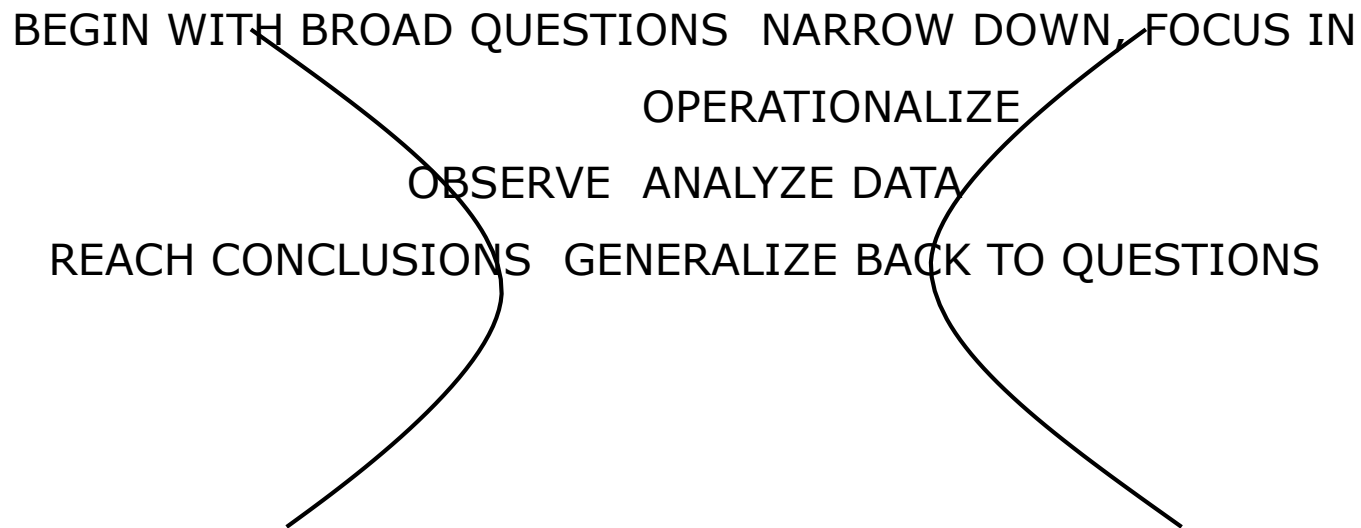 BEGIN WITH BROAD QUESTIONS NARROW DOWN, FOCUS IN
OPERATIONALIZE
OBSERVE ANALYZE DATA
REACH CONCLUSIONS GENERALIZE BACK TO QUESTIONS